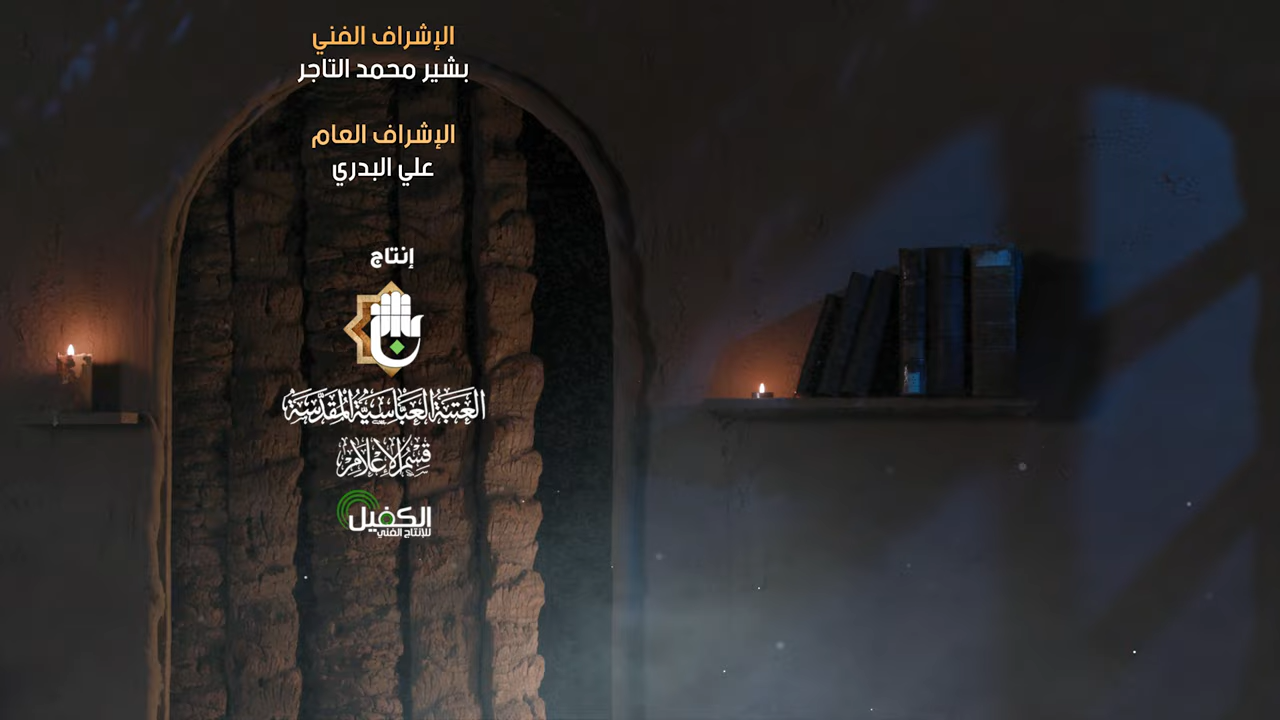 الإشراف الفني
بشير محمد التاجر
الإشراف العام
علي البدري
إنتاج
العتبة العباسية المقدسة
قسم الإعلام
الكفيل
للإنتاج الفني